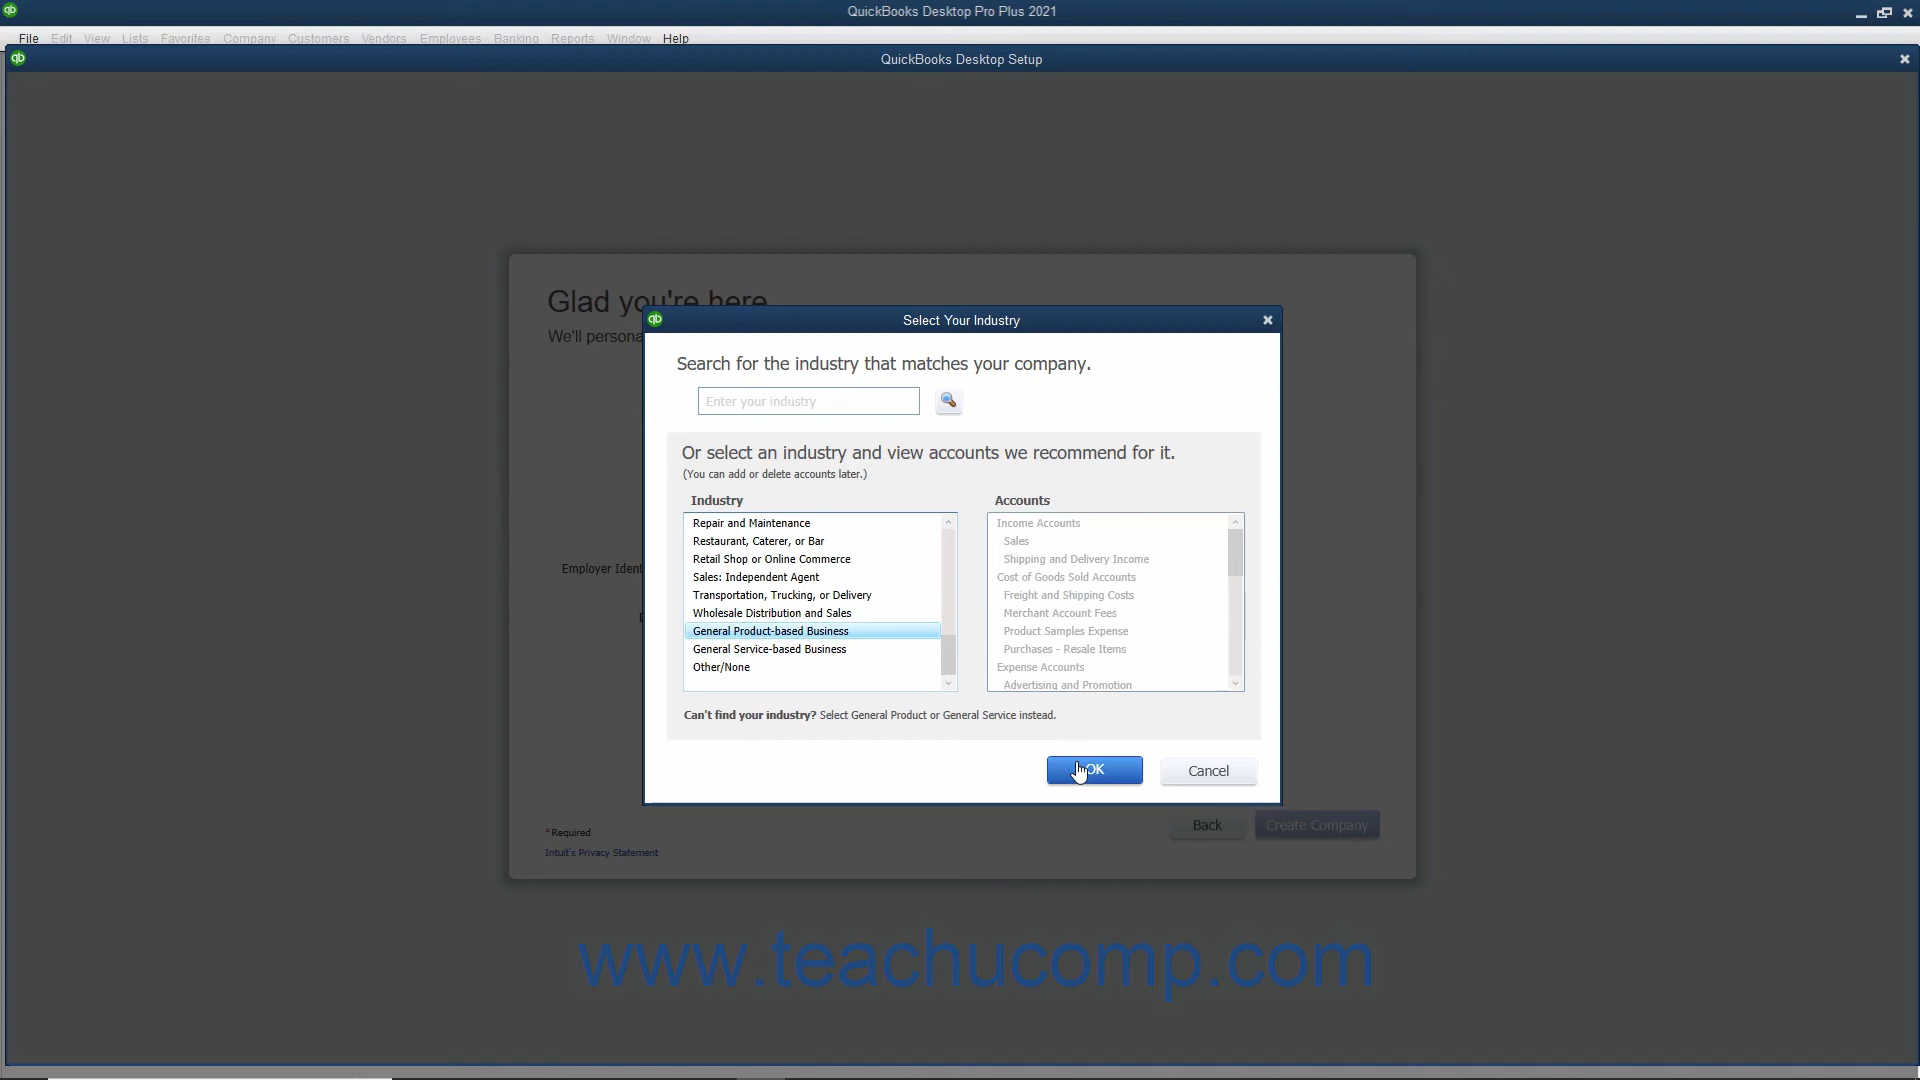 QuickBooks Desktop Pro Plus 2021
File Edit View Lists Favorites Company Customers Vendors Employees Banking Reports Window Help
QuickBooks Desktop Setup
Glad you're here
We'll persona
Select Your Industry
Search for the industry that matches your company.
Enter your industry
Or select an industry and view accounts we recommend for it.
(You can add or delete accounts later.)
Industry
Repair and Maintenance
Restaurant, Caterer, or Bar
Retail Shop or Online Commerce
Sales: Independent Agent
Transportation, Trucking, or Delivery
Wholesale Distribution and Sales
General Product-based Business
General Service-based Business
Other/None
Accounts
Income Accounts
Sales
Shipping and Delivery Income
Cost of Goods Sold Accounts
Freight and Shipping Costs
Merchant Account Fees
Product Samples Expense
Purchases - Resale Items
Expense Accounts
Advertising and Promotion
Employer Ident
Can't find your industry? Select General Product or General Service instead.
OK
Cancel
Back
Create Company
*Required
Intuit's Privacy Statement
www.teachucomp.com